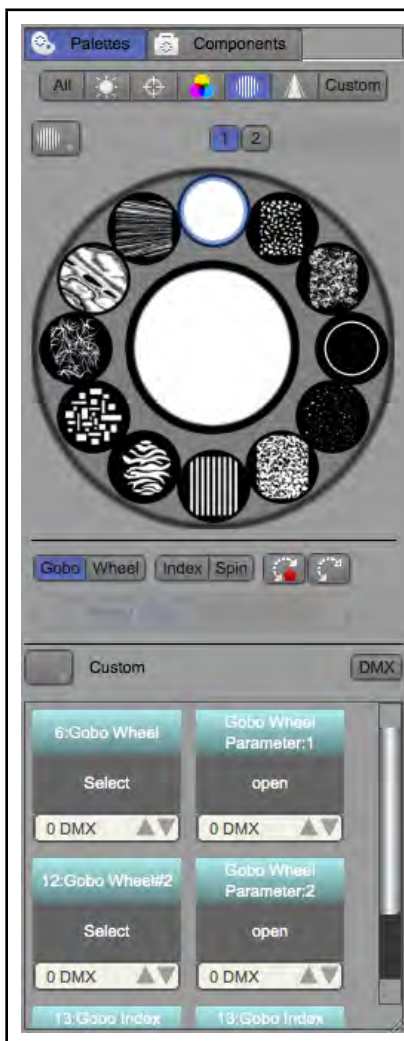 Palettes Components
All Custom
1 2
Gobo Wheel Index Spin
Custom DMX
6:Gobo Wheel
Gobo Wheel
Parameter:1
Select open
0 DMX 0 DMX
12:Gobo Wheel#2
Gobo Wheel
Parameter:2
Select open
0 DMX 0 DMX
13:Gobo Index 13:Gobo Index